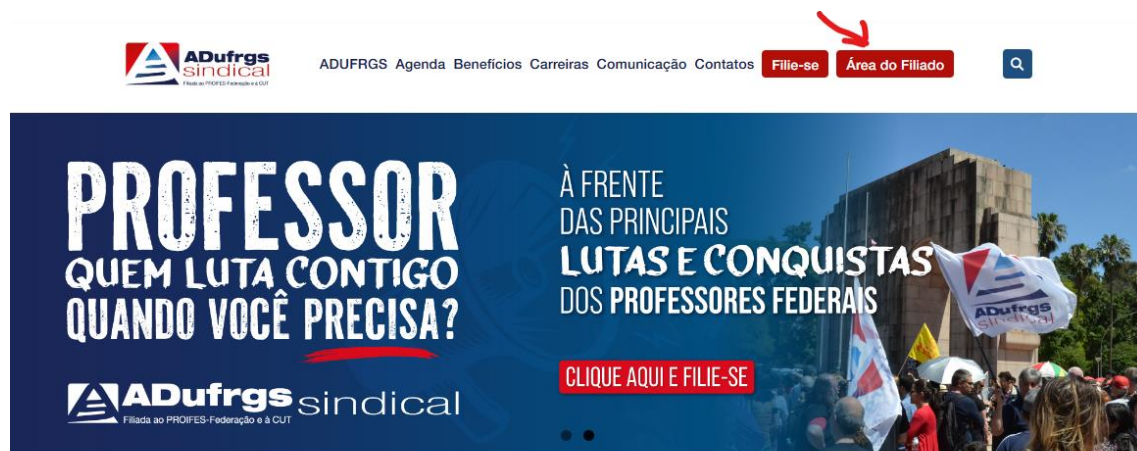 ADufrgs
sindical
Filiada ao PROIFES-Federação e à CUT
ADUFRGS Agenda Benefícios Carreiras Comunicação Contatos Filie-se Área do Filiado
PROFESSOR
QUEM LUTA CONTIGO
QUANDO VOCÊ PRECISA?
ADufrgs sindical
Filiada ao PROIFES-Federação e à CUT
À FRENTE
DAS PRINCIPAIS
LUTAS E CONQUISTAS
DOS PROFESSORES FEDERAIS
CLIQUE AQUI E FILIE-SE
ADufrgs
sindical